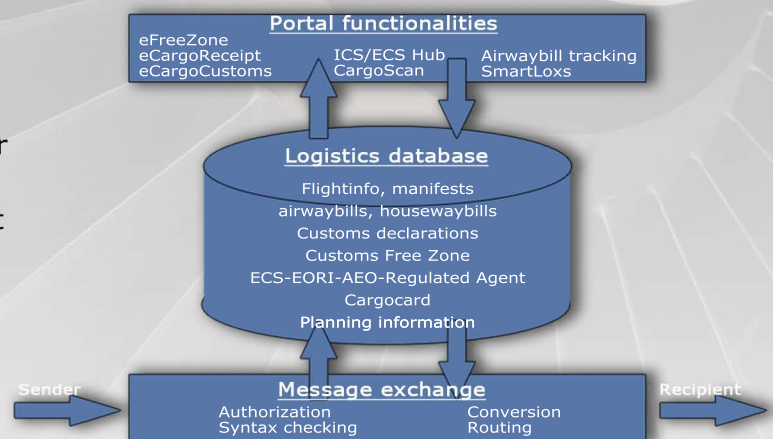 Portal functionalities
eFreeZone
eCargoReceipt
eCargoCustoms
ICS/ECS Hub
CargoScan
Airwaybill tracking
SmartLoxs
r
t
Logistics database
Flightinfo, manifests
airwaybills, housewaybills
Customs declarations
Customs Free Zone
ECS-EORI-AEO-Regulated Agent
Cargocard
Planning information
Sender
Message exchange
Recipient
Authorization
Syntax checking
Conversion
Routing